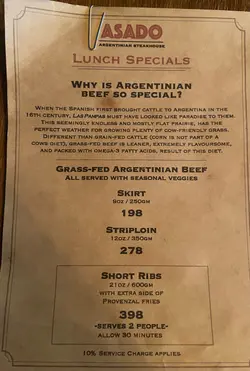 ASADO
ARGENTINIAN STEAKHOUSE
LUNCH SPECIALS
WHY IS ARGENTINIAN
BEEF SO SPECIAL?
WHEN THE SPANISH FIRST BROUGHT CATTLE TO ARGENTINA IN THE
16TH CENTURY, LAS PAMPAS MUST HAVE LOOKED LIKE PARADISE TO THEM.
THIS SEEMINGLY ENDLESS AND MOSTLY FLAT PRAIRIE, HAS THE
PERFECT WEATHER FOR GROWING PLENTY OF COW-FRIENDLY GRASS.
DIFFERENT THAN GRAIN-FED CATTLE (CORN IS NOT PART OF A
COWS DIET), GRASS-FED BEEF IS LEANER, EXTREMELY FLAVOURSOME,
AND PACKED WITH OMEGA-3 FATTY ACIDS, RESULT OF THIS DIET.
GRASS-FED ARGENTINIAN BEEF
ALL SERVED WITH SEASONAL VEGGIES
SKIRT
9OZ / 250GM
198
STRIPLOIN
12OZ / 350GM
278
SHORT RIBS
21OZ / 600GM
WITH EXTRA SIDE OF
PROVENZAL FRIES
398
-SERVES 2 PEOPLE-
ALLOW 30 MINUTES
10% SERVICE CHARGE APPLIES